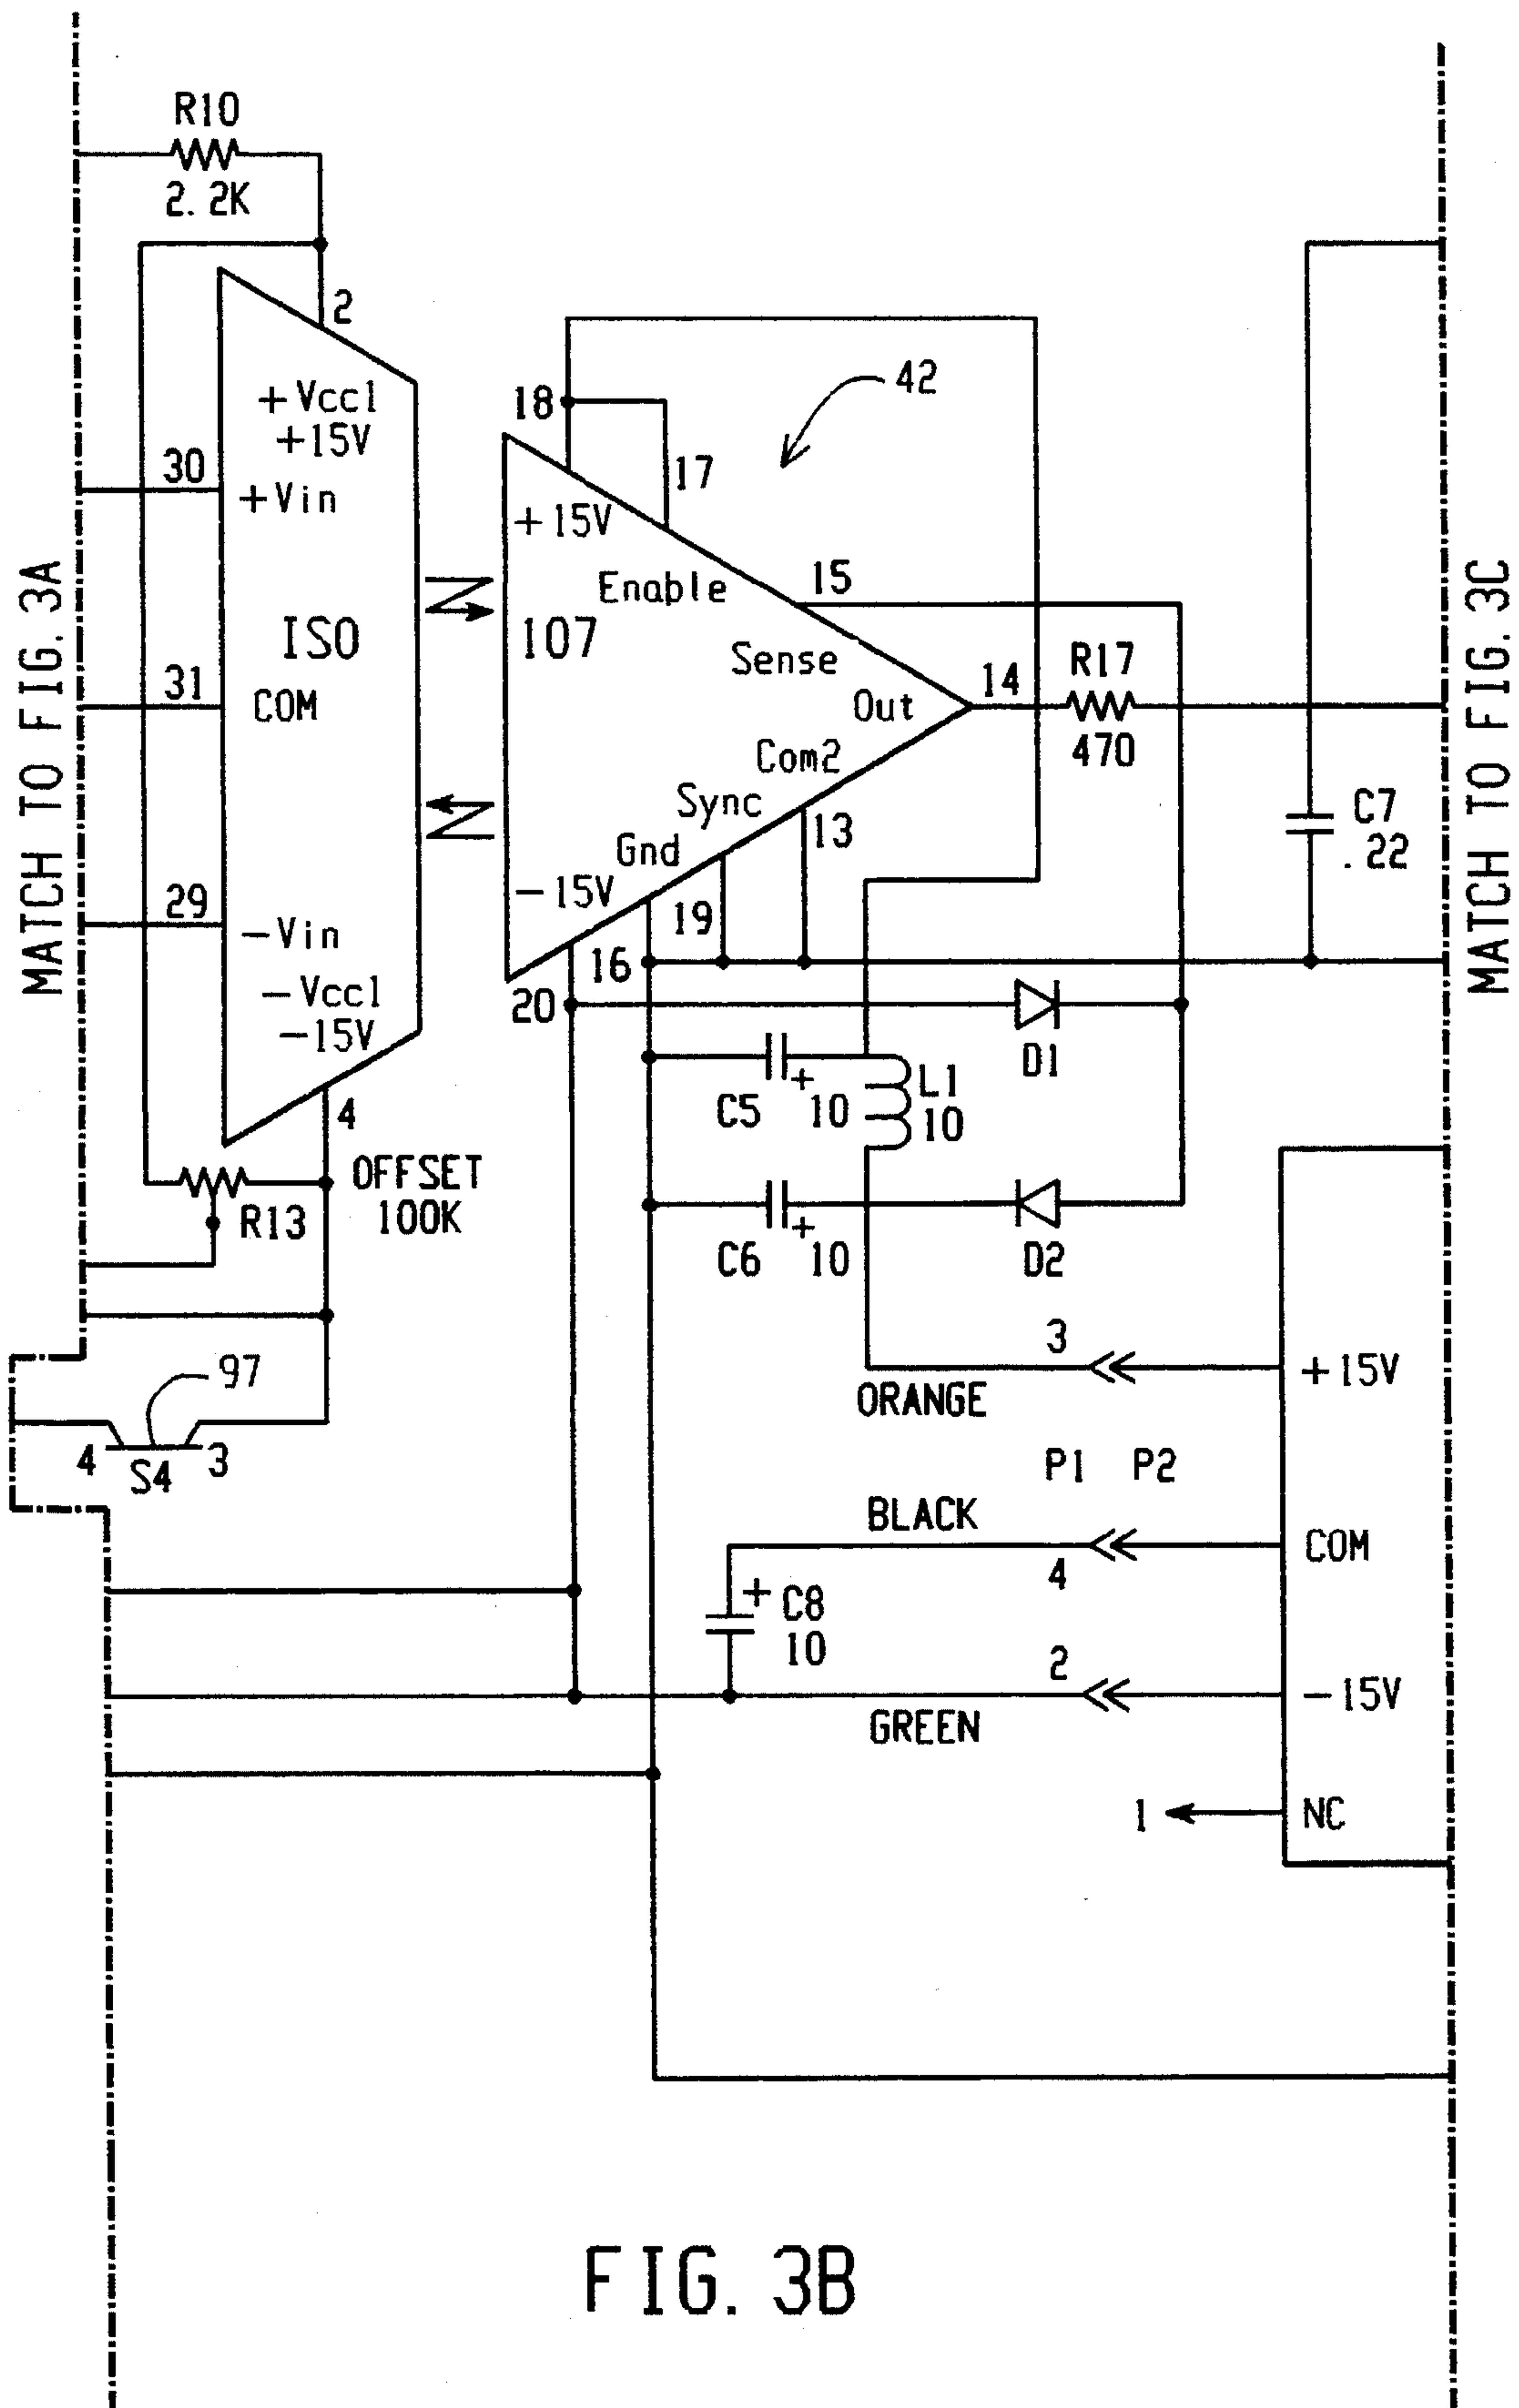 R10
2.2K
2
+Vcc1
+15V
30
+Vin
ISO
31
COM
29
-Vin
-Vcc1
-15V
4
OFFSET
100K
R13
97
4
S4
3
MATCH TO FIG. 3A
42
18
17
+15V
Enable
15
107
Sense
14
Out
R17
470
Com2
Sync
13
Gnd
-15V
19
16
20
C7
.22
D1
C5
+
10
L1
10
C6
+
10
D2
3
ORANGE
+15V
P1
P2
BLACK
4
COM
+
C8
10
2
GREEN
-15V
1
NC
MATCH TO FIG. 3C
FIG. 3B